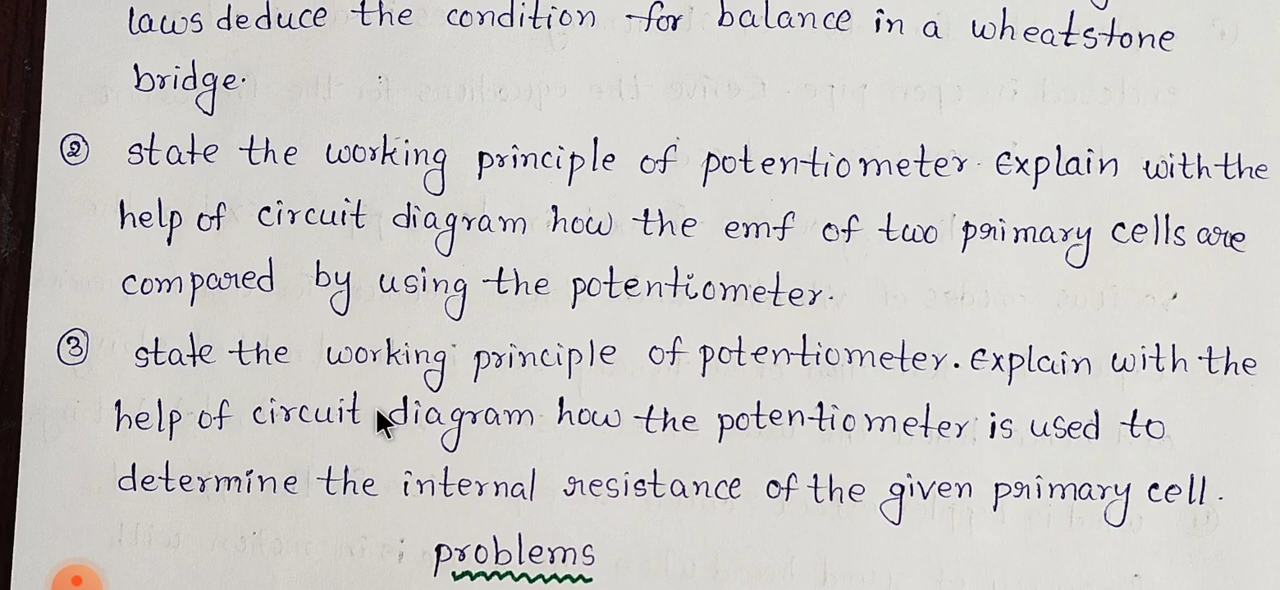 laws deduce the condition for balance in a wheatstone
bridge.
② state the working principle of potentiometer. Explain with the
help of circuit diagram how the emf of two primary cells are
compared by using the potentiometer.
③ state the working principle of potentiometer. Explain with the
help of circuit diagram how the potentiometer is used to
determine the internal resistance of the given primary cell.
problems